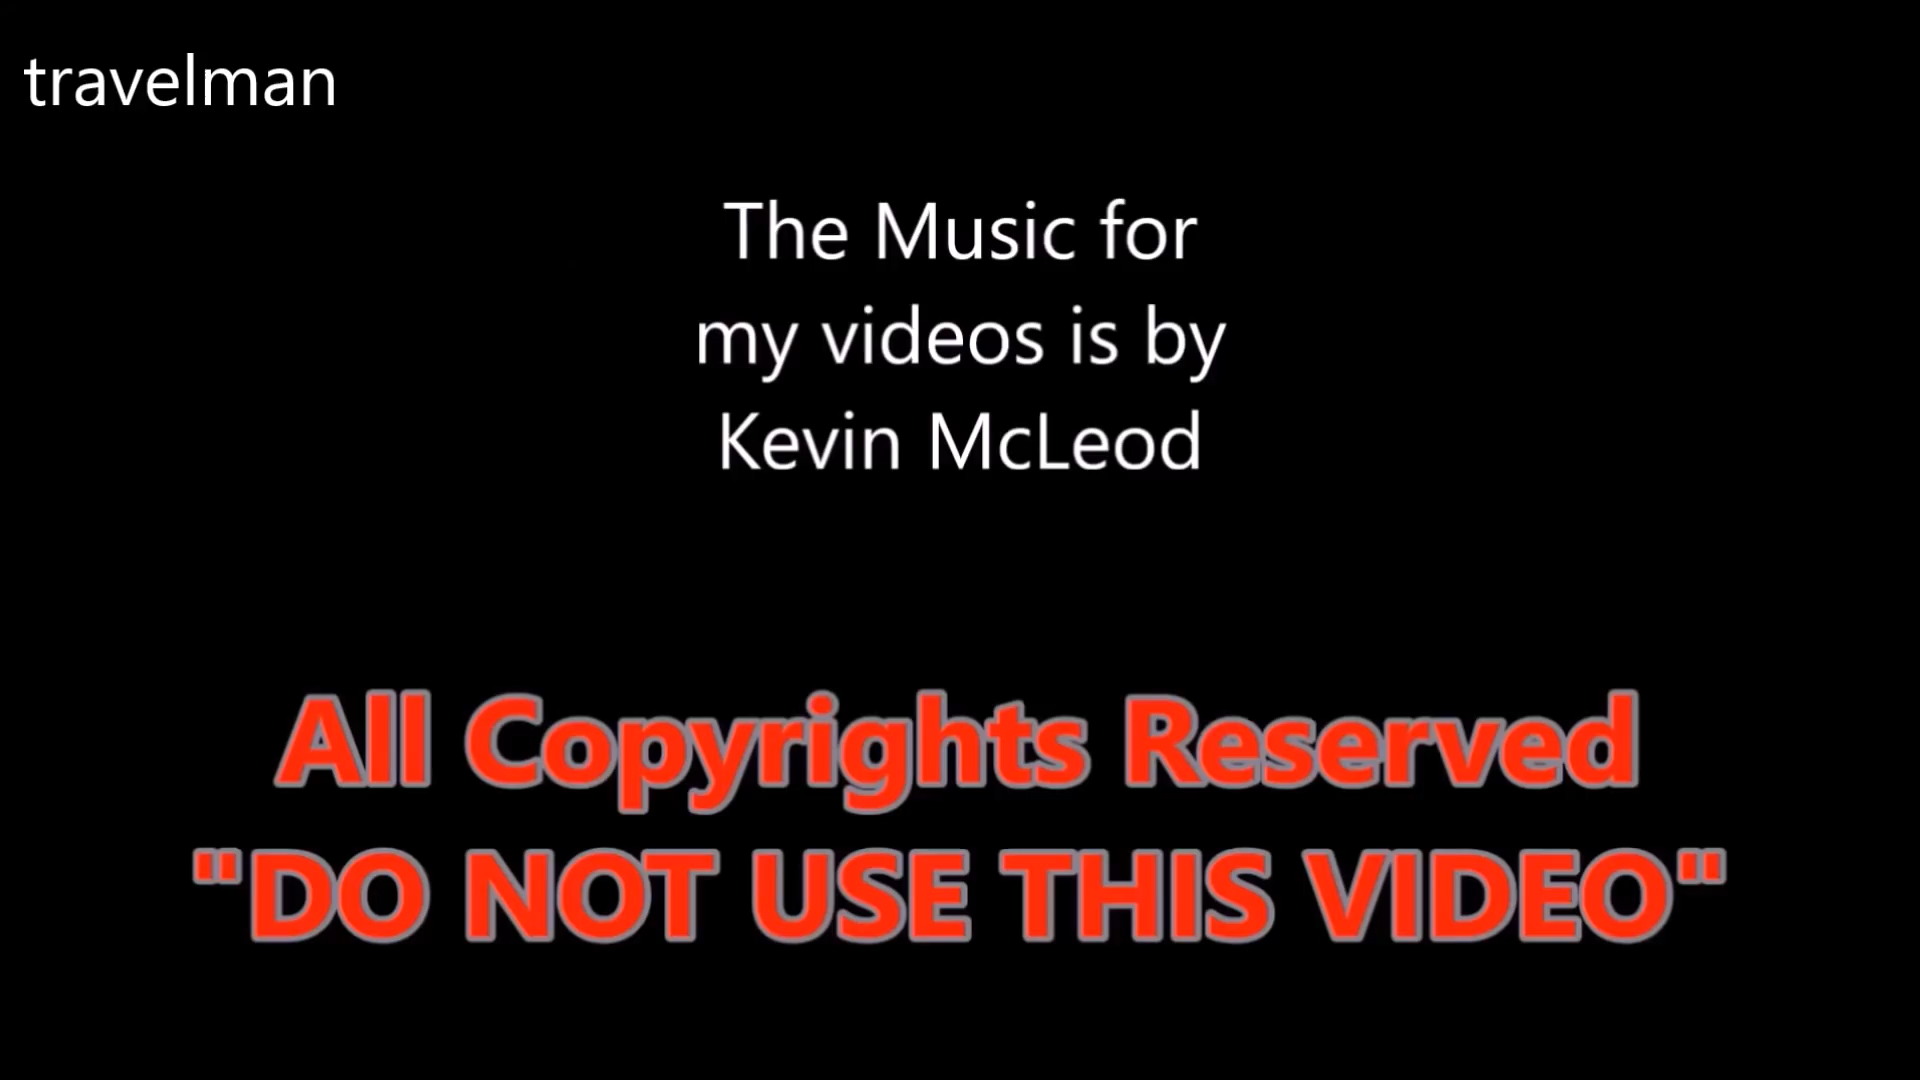 travelman
The Music for
my videos is by
Kevin McLeod
All Copyrights Reserved
"DO NOT USE THIS VIDEO"